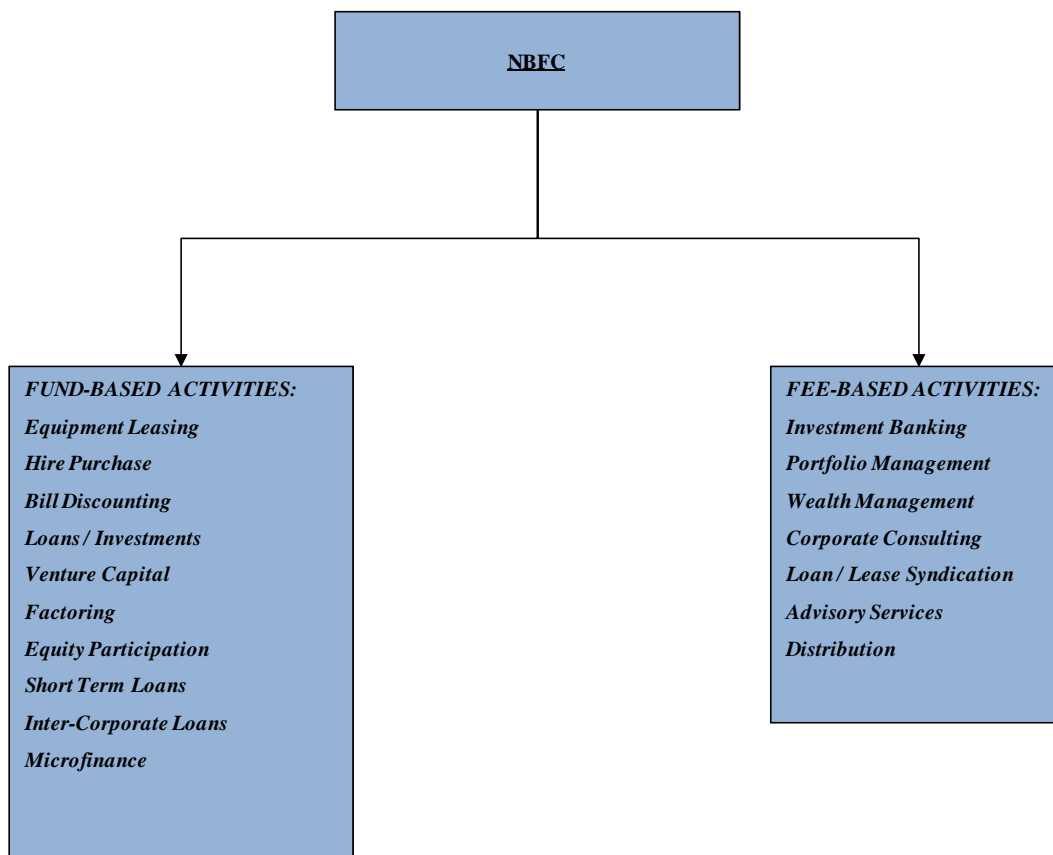 NBFC
FUND-BASED ACTIVITIES:
Equipment Leasing
Hire Purchase
Bill Discounting
Loans / Investments
Venture Capital
Factoring
Equity Participation
Short Term Loans
Inter-Corporate Loans
Microfinance
FEE-BASED ACTIVITIES:
Investment Banking
Portfolio Management
Wealth Management
Corporate Consulting
Loan / Lease Syndication
Advisory Services
Distribution